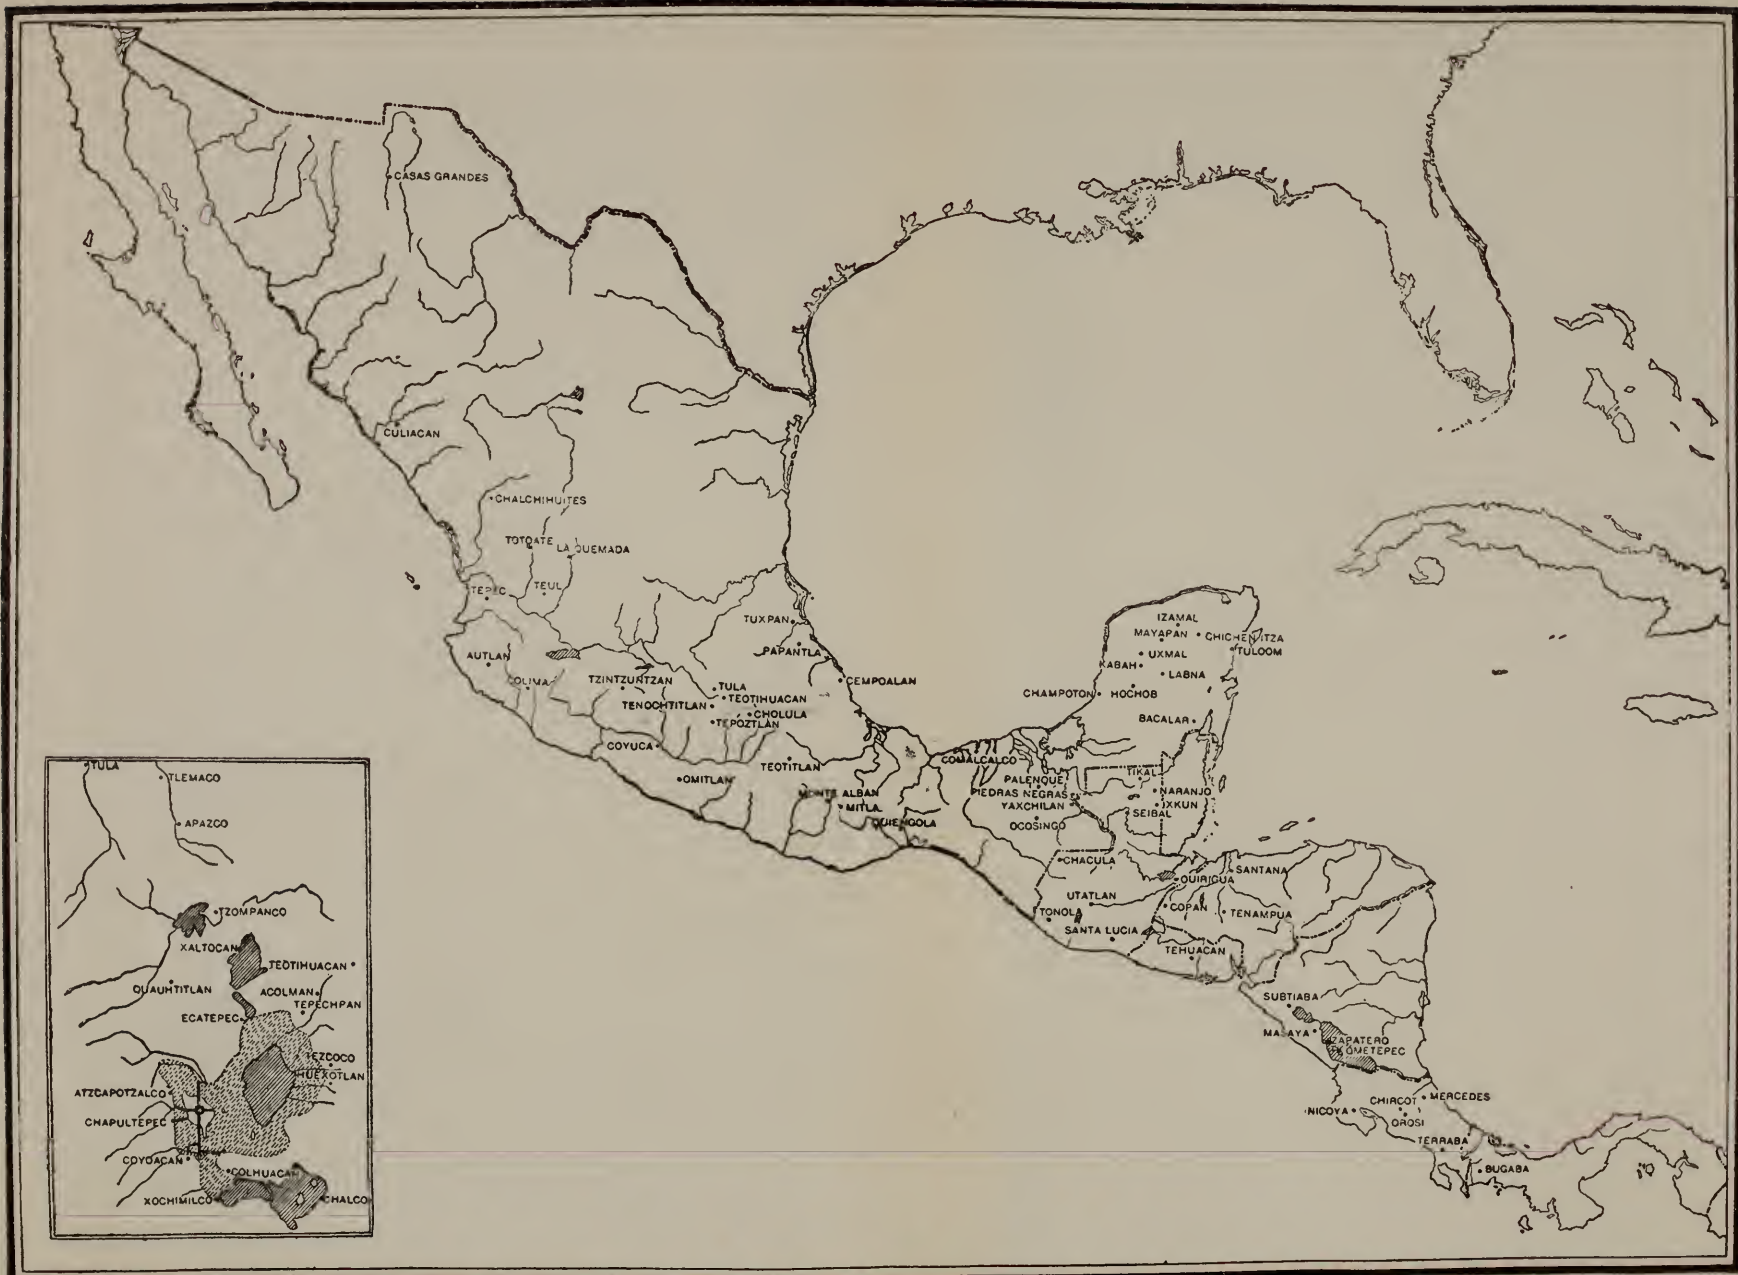 CASAS GRANDES
CULIACAN
CHALCHIHUITES
TOTOATE
LA QUEMADA
TEPIC
TEUL
TUXPAN
PAPANTLA
AUTLAN
COLIMA
TZINTZUNTZAN
TULA
TEOTIHUACAN
TENOCHTITLAN
CHOLULA
TEPOZTLAN
CEMPOALAN
COYUCA
OMITLAN
TEOTITLAN
MONTE ALBAN
MITLA
QUIENGOLA
IZAMAL
MAYAPAN
CHICHEN ITZA
UXMAL
TULOOM
KABAH
LABNA
CHAMPOTON
HOCHOB
BACALAR
COMALCALCO
PALENQUE
TIKAL
PIEDRAS NEGRAS
NARANJO
YAXCHILAN
IXKUN
SEIBAL
OCOSINGO
CHACULA
QUIRIGUA
SANTANA
UTATLAN
COPAN
TONOLA
TENAMPUA
SANTA LUCIA
TEHUACAN
SUBTIABA
MASAYA
ZAPATERO
OMETEPEC
NICOYA
CHIRCOT
MERCEDES
OROSI
TERRABA
BUGABA
TULA
TLEMACO
APAZCO
TZOMPANCO
XALTOCAN
TEOTIHUACAN
QUAUHTITLAN
ACOLMAN
TEPECHPAN
ECATEPEC
TEZCOCO
HUEXOTLAN
ATZCAPOTZALCO
CHAPULTEPEC
COYOACAN
COLHUACAN
XOCHIMILCO
CHALCO